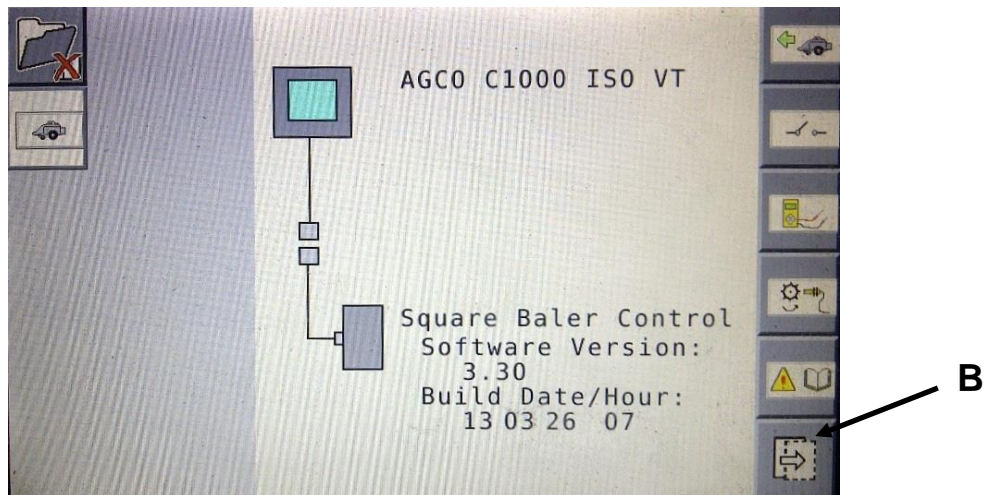 AGCO C1000 ISO VT
Square Baler Control
Software Version:
3.30
Build Date/Hour:
13 03 26 07
B